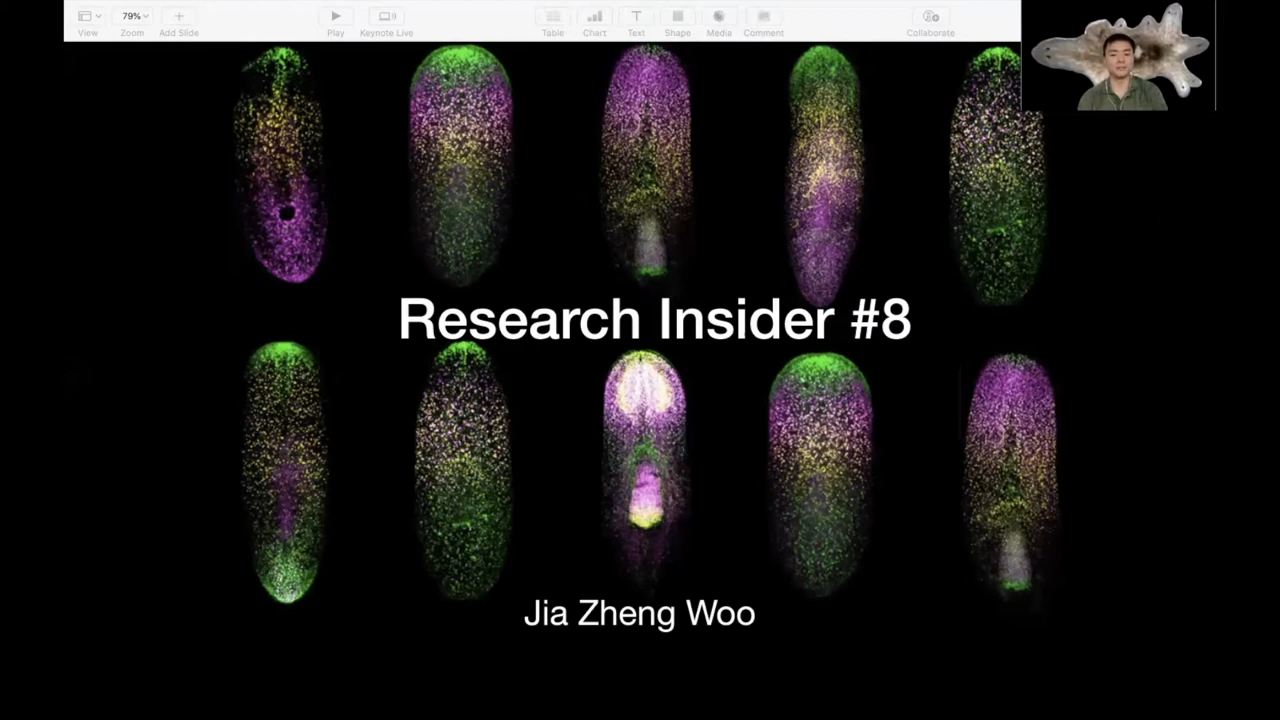 79%
View
Zoom
Add Slide
Play
Keynote Live
Table
Chart
Text
Shape
Media
Comment
Collaborate
Research Insider #8
Jia Zheng Woo